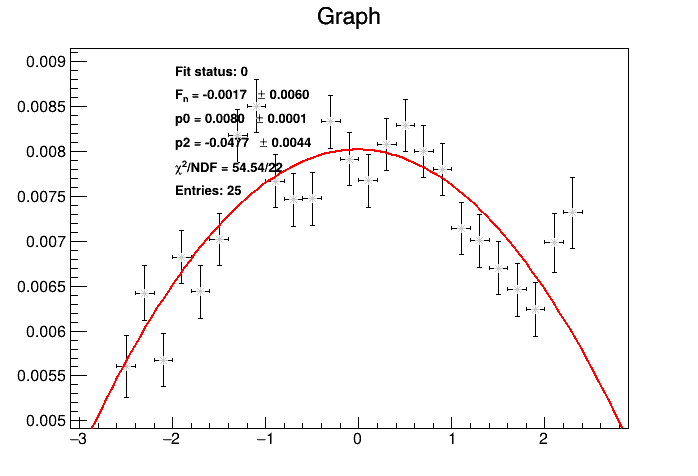 Graph
Fit status: 0
Fn = -0.0017 ± 0.0060
p0 = 0.0080 ± 0.0001
p2 = -0.0477 ± 0.0044
χ²/NDF = 54.54/22
Entries: 25
0.009
0.0085
0.008
0.0075
0.007
0.0065
0.006
0.0055
0.005
−3 −2 −1 0 1 2